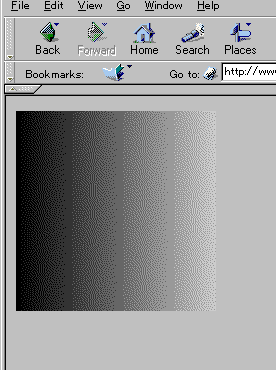 File Edit View Go Window Help
Back Forward Home Search Places
Bookmarks: Go to: http://www